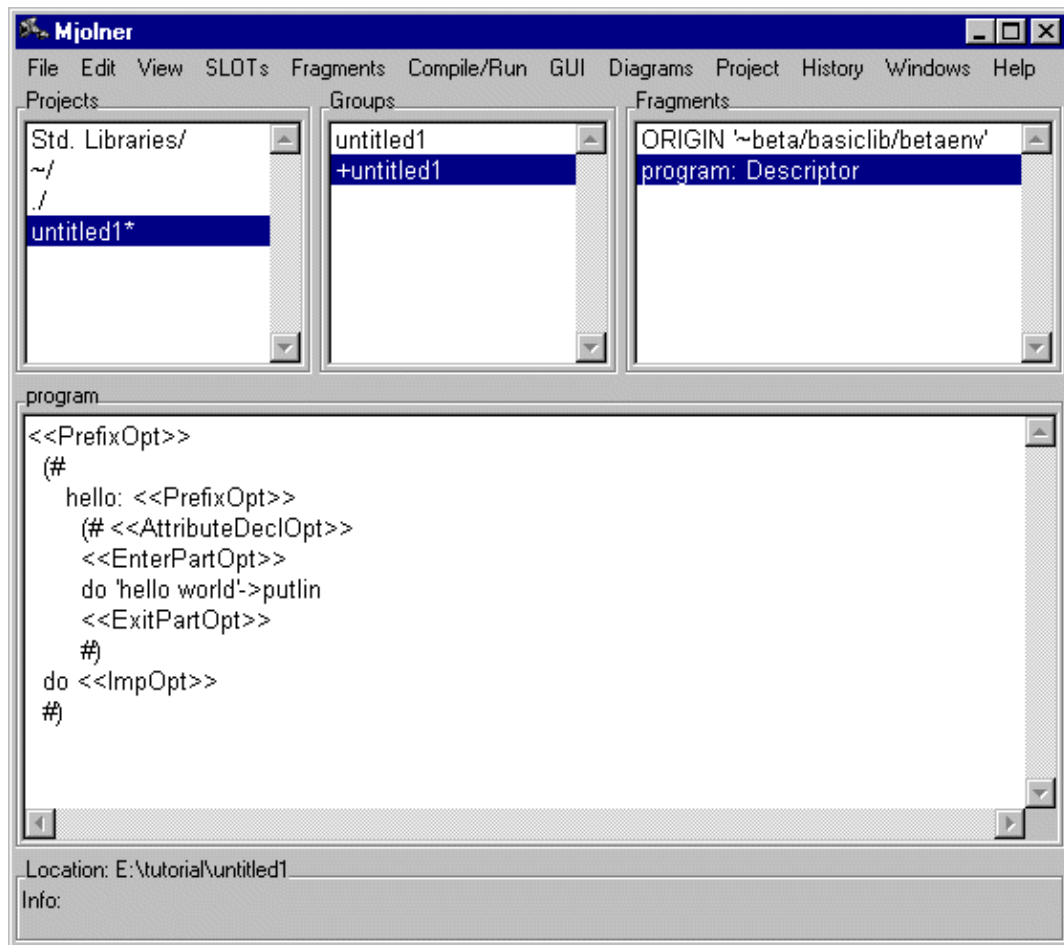 Mjolner
File Edit View SLOTs Fragments Compile/Run GUI Diagrams Project History Windows Help
Projects
Std. Libraries/
~/
./
untitled1*
Groups
untitled1
+untitled1
Fragments
ORIGIN '~beta/basiclib/betaenv'
program: Descriptor
program
<<PrefixOpt>>
(#
hello: <<PrefixOpt>>
(# <<AttributeDeclOpt>>
<<EnterPartOpt>>
do 'hello world'->putlin
<<ExitPartOpt>>
#)
do <<ImpOpt>>
#)
Location: E:\tutorial\untitled1
Info: